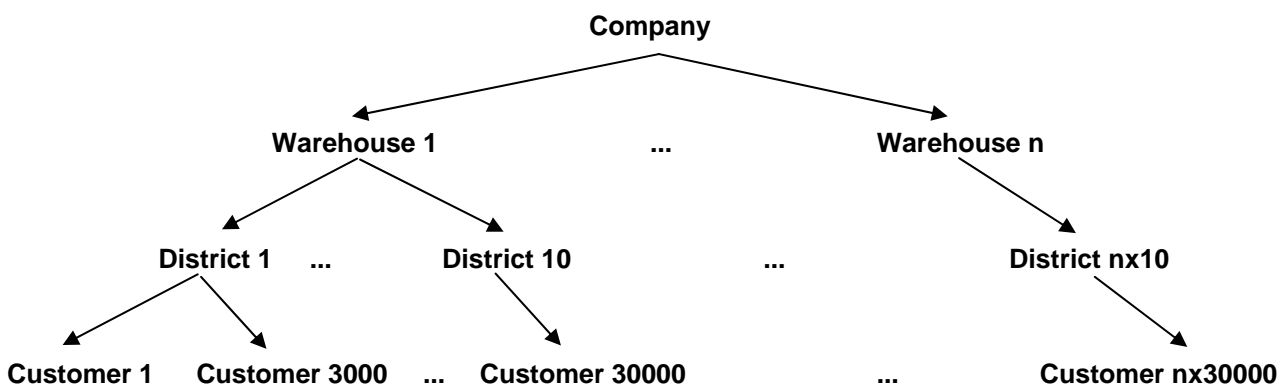 Company
Warehouse 1 ... Warehouse n
District 1 ... District 10 ... District nx10
Customer 1 Customer 3000 ... Customer 30000 ... Customer nx30000